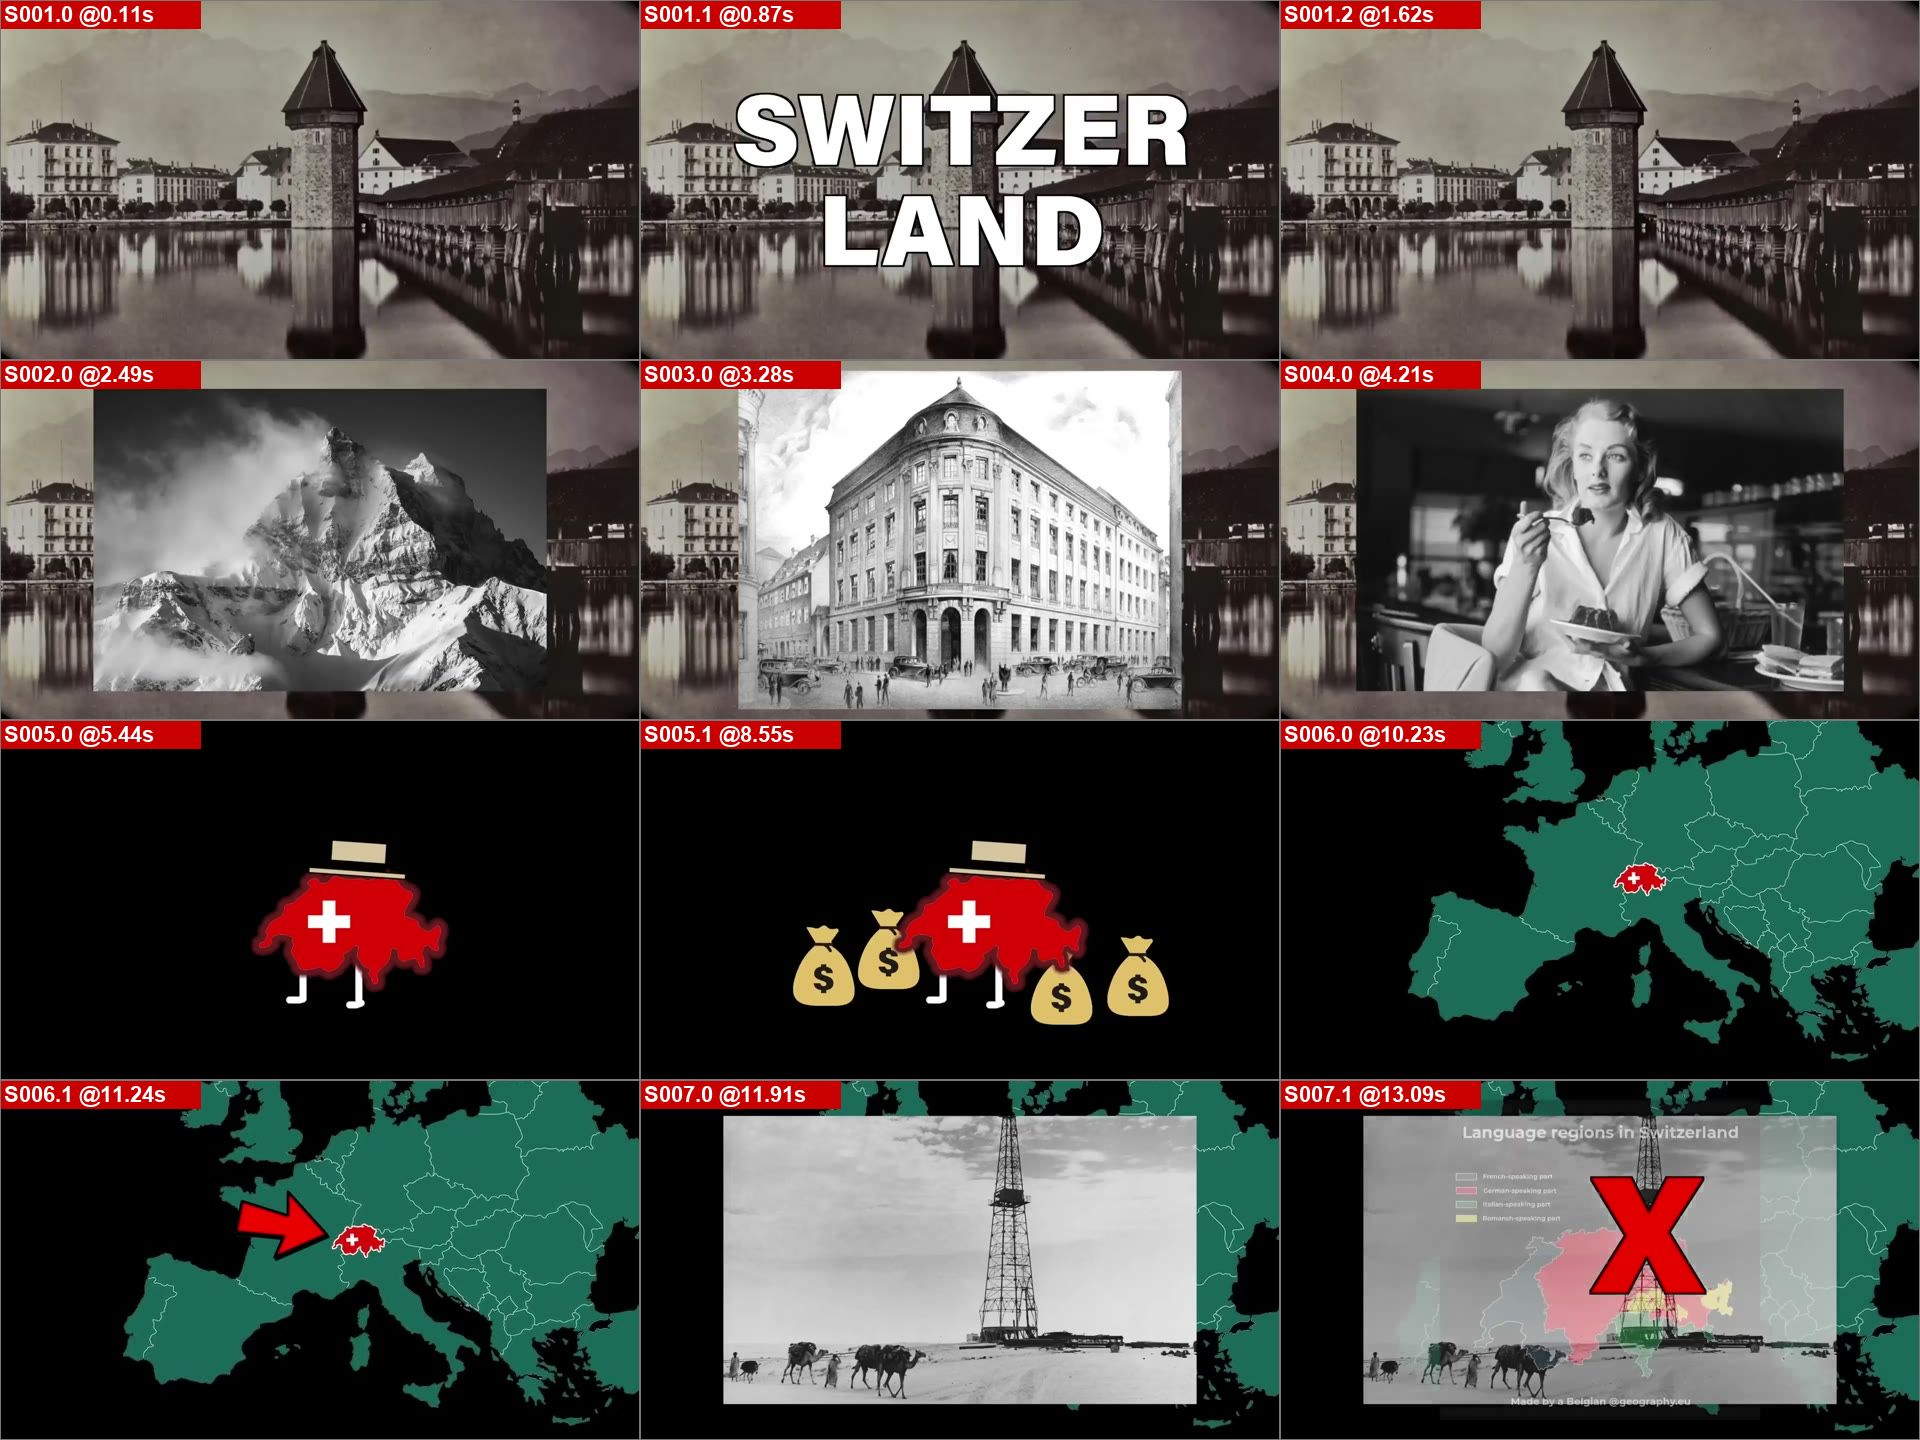 S001.0 @0.11s
S001.1 @0.87s
SWITZER
LAND
S001.2 @1.62s
S002.0 @2.49s
S003.0 @3.28s
S004.0 @4.21s
S005.0 @5.44s
S005.1 @8.55s
$
$
$
$
S006.0 @10.23s
S006.1 @11.24s
S007.0 @11.91s
S007.1 @13.09s
Language regions in Switzerland
French-speaking part
German-speaking part
Italian-speaking part
Romansh-speaking part
X
Made by a Belgian @geography.eu